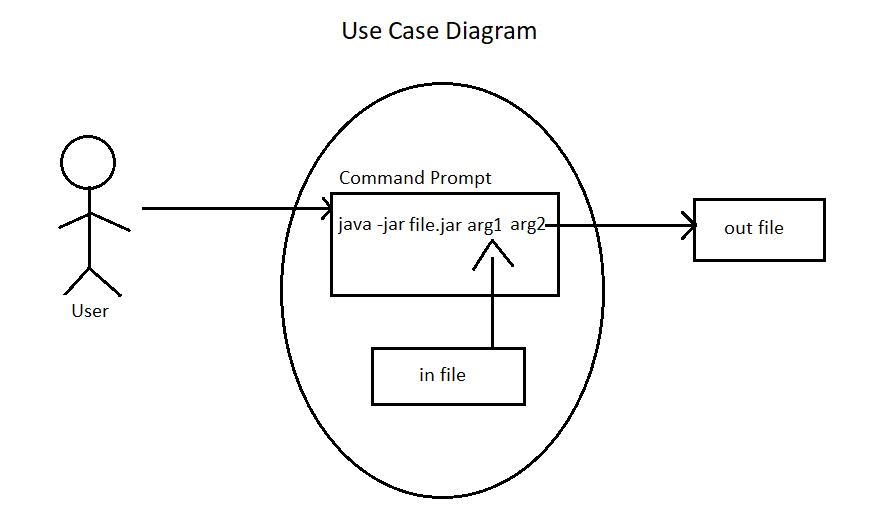 Use Case Diagram
Command Prompt
java -jar file.jar arg1 arg2
out file
User
in file